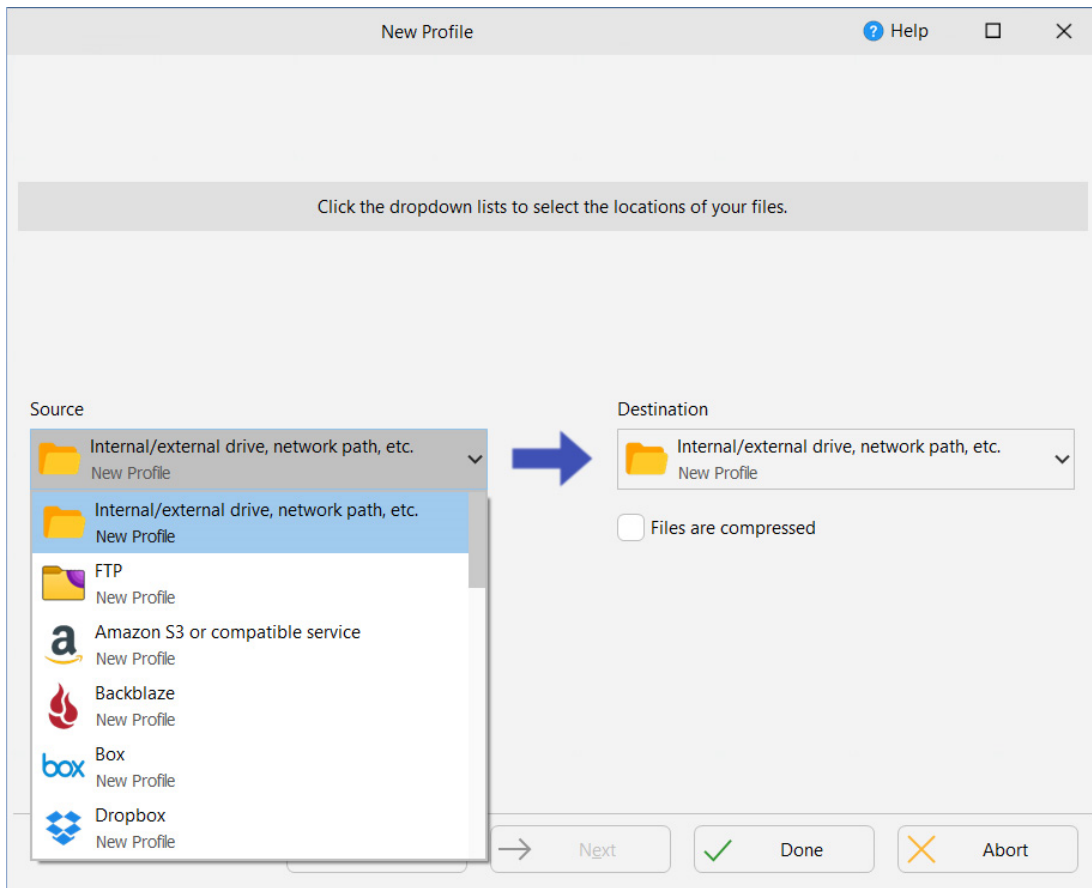 New Profile
Help
Click the dropdown lists to select the locations of your files.
Source
Internal/external drive, network path, etc.
New Profile
Internal/external drive, network path, etc.
New Profile
FTP
New Profile
Amazon S3 or compatible service
New Profile
Backblaze
New Profile
box
Box
New Profile
Dropbox
New Profile
Destination
Internal/external drive, network path, etc.
New Profile
Files are compressed
Next
Done
Abort